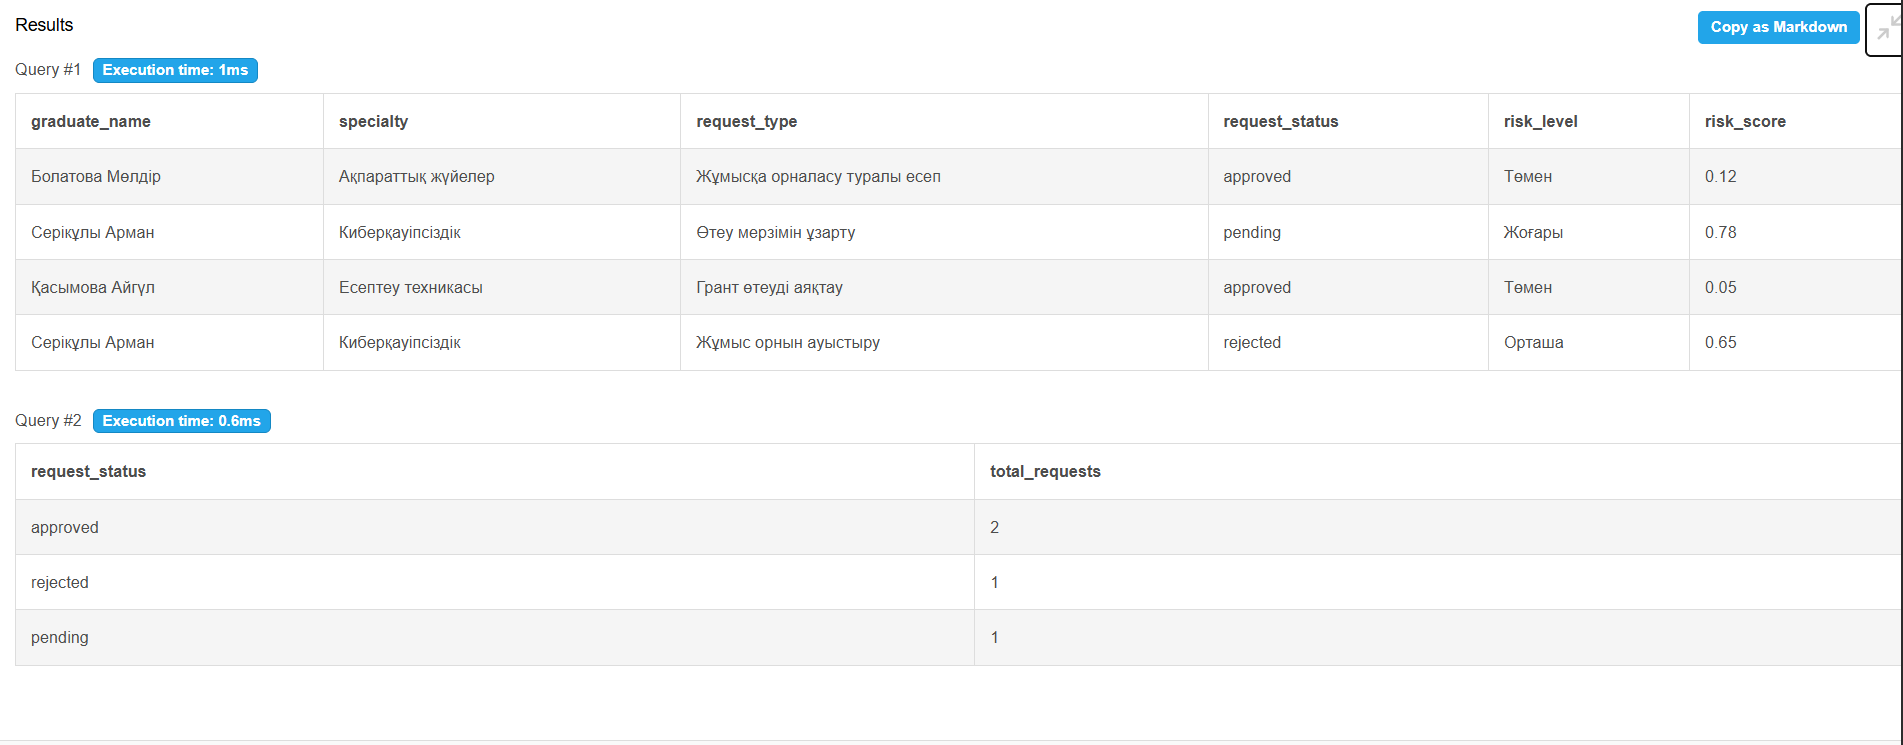 Results
Copy as Markdown
Query #1 Execution time: 1ms
graduate_name specialty request_type request_status risk_level risk_score
Болатова Мөлдір Ақпараттық жүйелер Жұмысқа орналасу туралы есеп approved Төмен 0.12
Серікұлы Арман Киберқауіпсіздік Өтеу мерзімін ұзарту pending Жоғары 0.78
Қасымова Айгүл Есептеу техникасы Грант өтеуді аяқтау approved Төмен 0.05
Серікұлы Арман Киберқауіпсіздік Жұмыс орнын ауыстыру rejected Орташа 0.65
Query #2 Execution time: 0.6ms
request_status total_requests
approved 2
rejected 1
pending 1